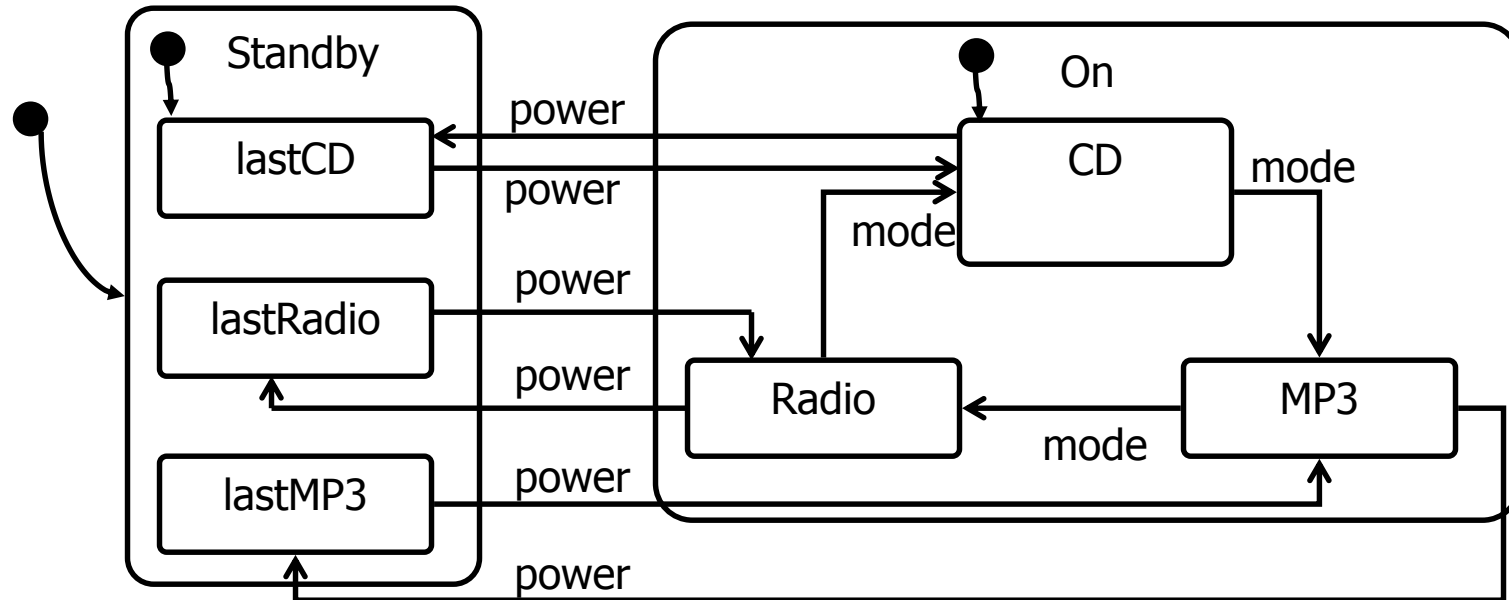 Standby
On
power
lastCD
CD
mode
power
mode
power
lastRadio
power
Radio
MP3
mode
lastMP3
power
power